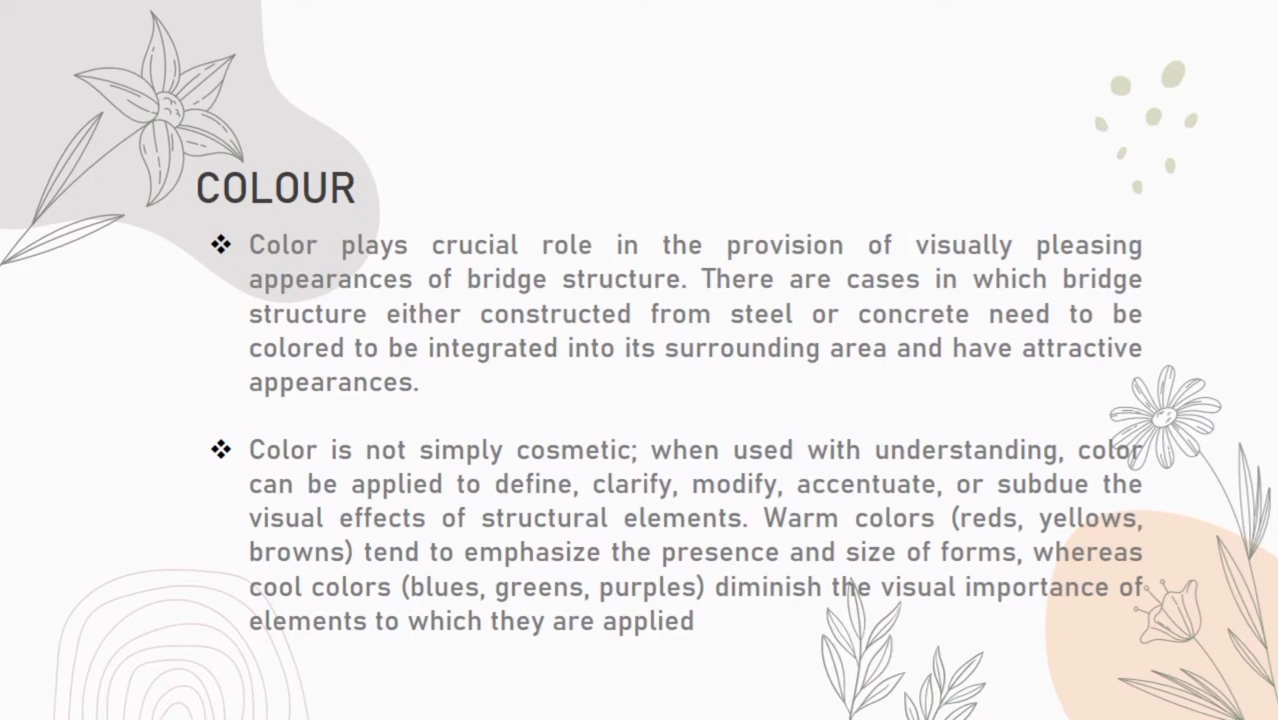 COLOUR
❖ Color plays crucial role in the provision of visually pleasing
appearances of bridge structure. There are cases in which bridge
structure either constructed from steel or concrete need to be
colored to be integrated into its surrounding area and have attractive
appearances.
❖ Color is not simply cosmetic; when used with understanding, color
can be applied to define, clarify, modify, accentuate, or subdue the
visual effects of structural elements. Warm colors (reds, yellows,
browns) tend to emphasize the presence and size of forms, whereas
cool colors (blues, greens, purples) diminish the visual importance of
elements to which they are applied